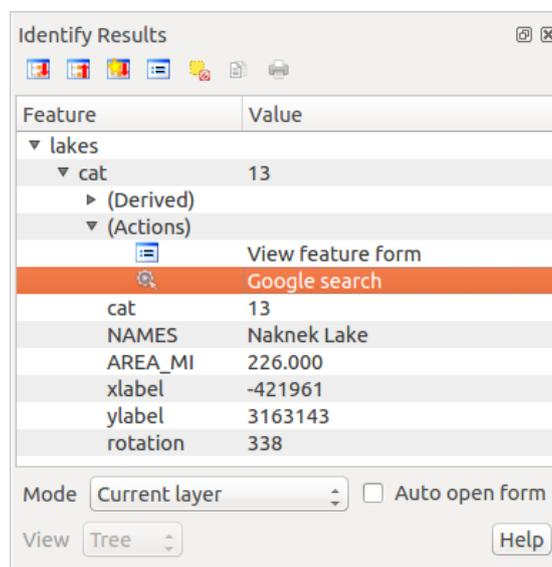 Identify Results
Feature Value
lakes
cat 13
(Derived)
(Actions)
View feature form
Google search
cat 13
NAMES Naknek Lake
AREA_MI 226.000
xlabel -421961
ylabel 3163143
rotation 338
Mode Current layer Auto open form
View Tree Help